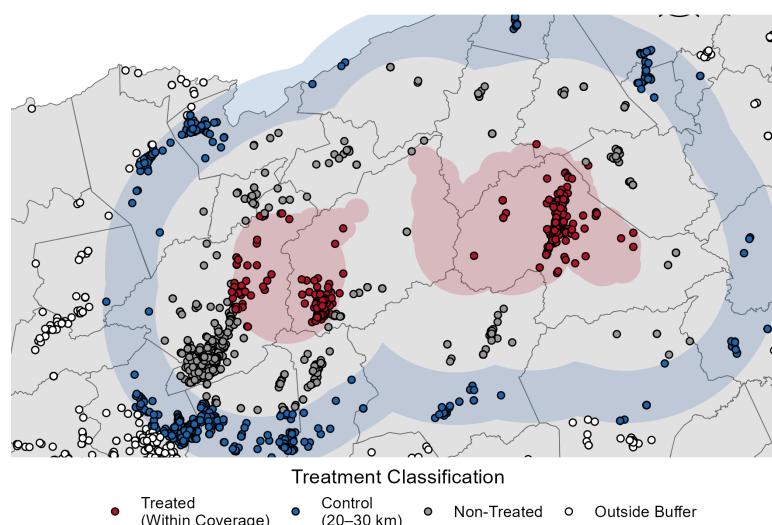 Treatment Classification
Treated
(Within Coverage)
Control
(20–30 km)
Non-Treated
Outside Buffer